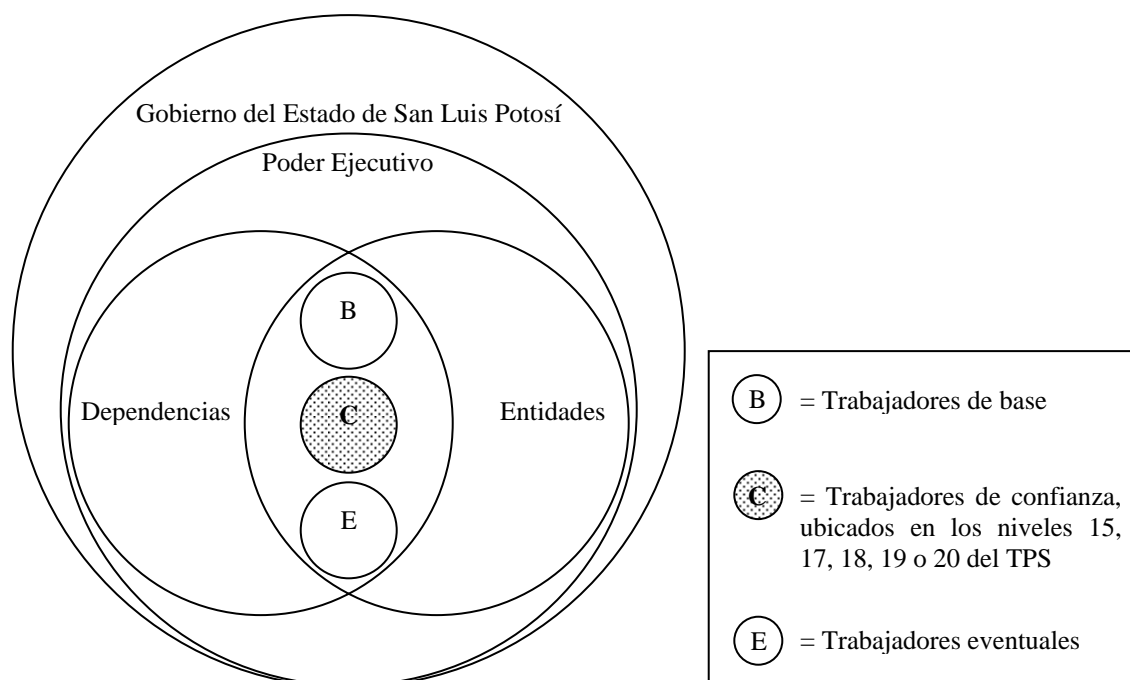 Gobierno del Estado de San Luis Potosí
Poder Ejecutivo
B
Dependencias
C
Entidades
E
B = Trabajadores de base
C = Trabajadores de confianza,
ubicados en los niveles 15,
17, 18, 19 o 20 del TPS
E = Trabajadores eventuales